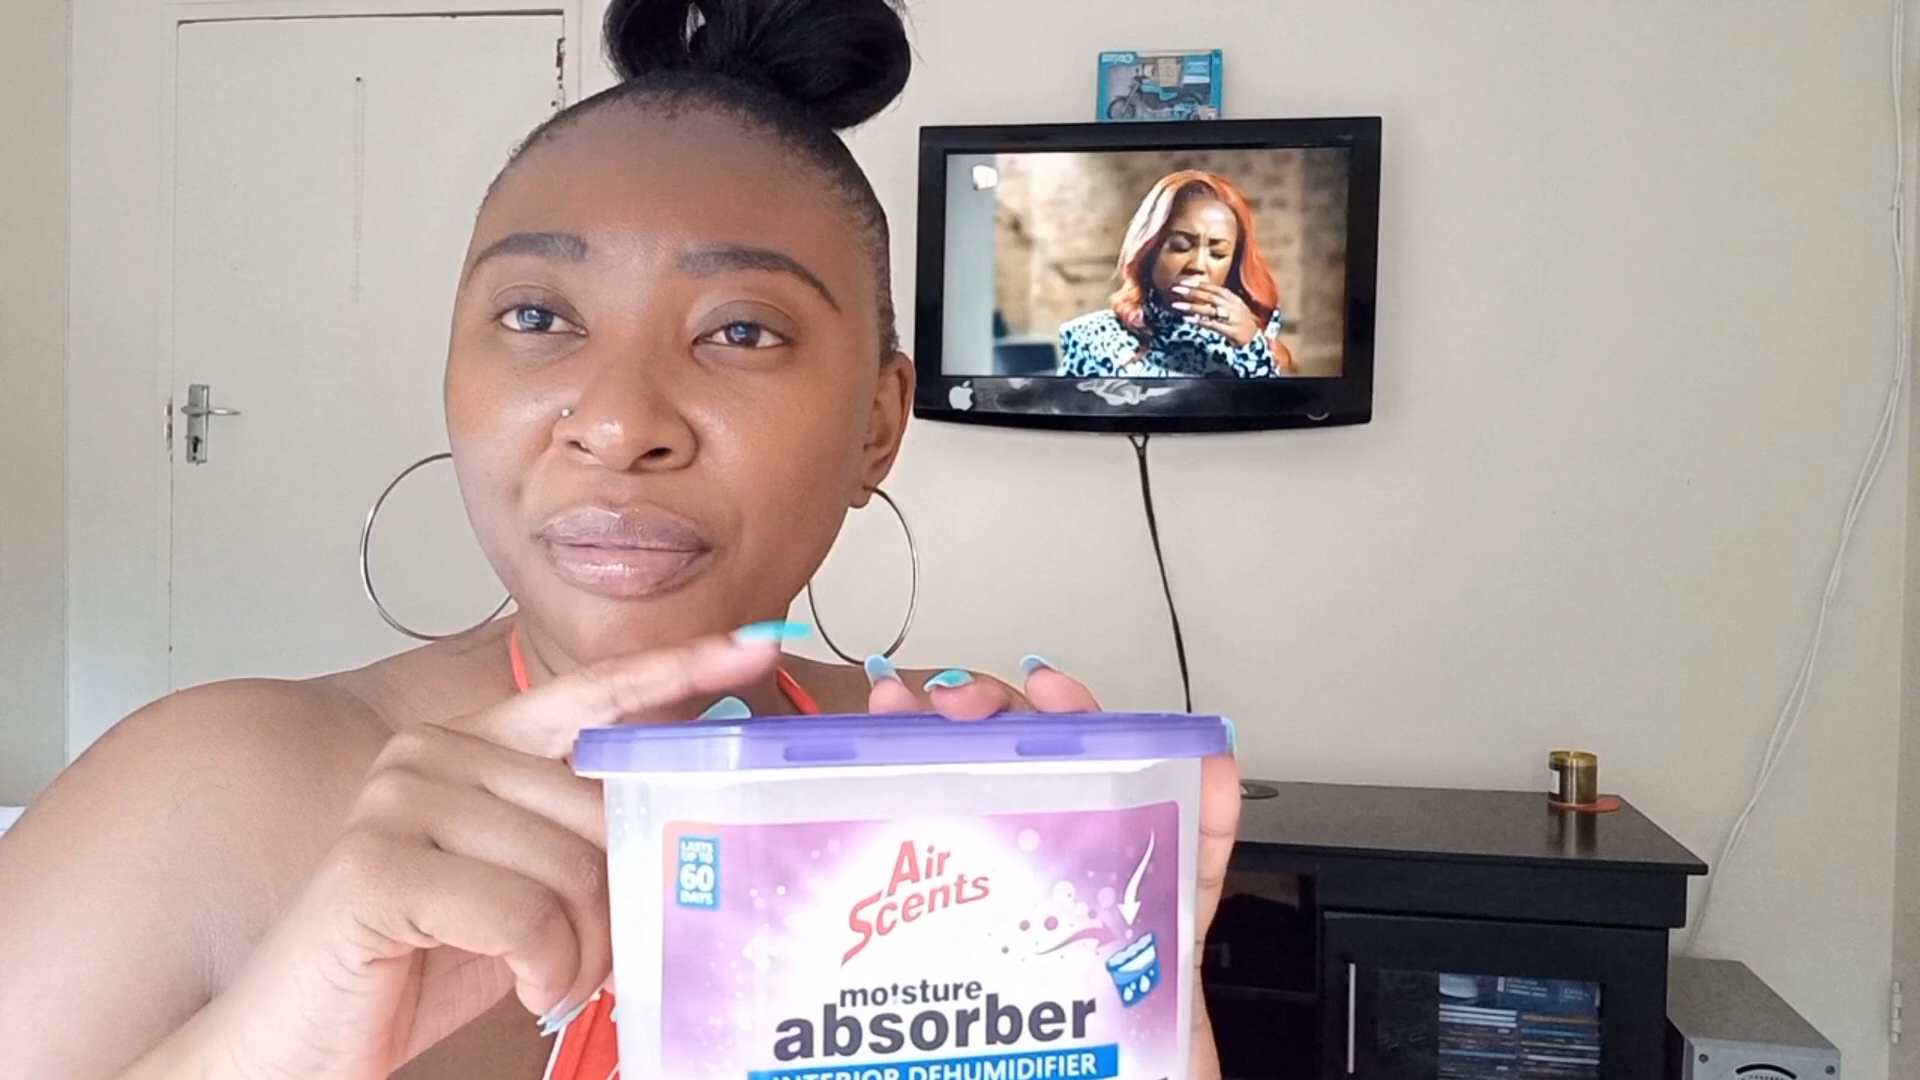 LASTS
UP TO
60
DAYS
Air
Scents
moisture
absorber
INTERIOR DEHUMIDIFIER